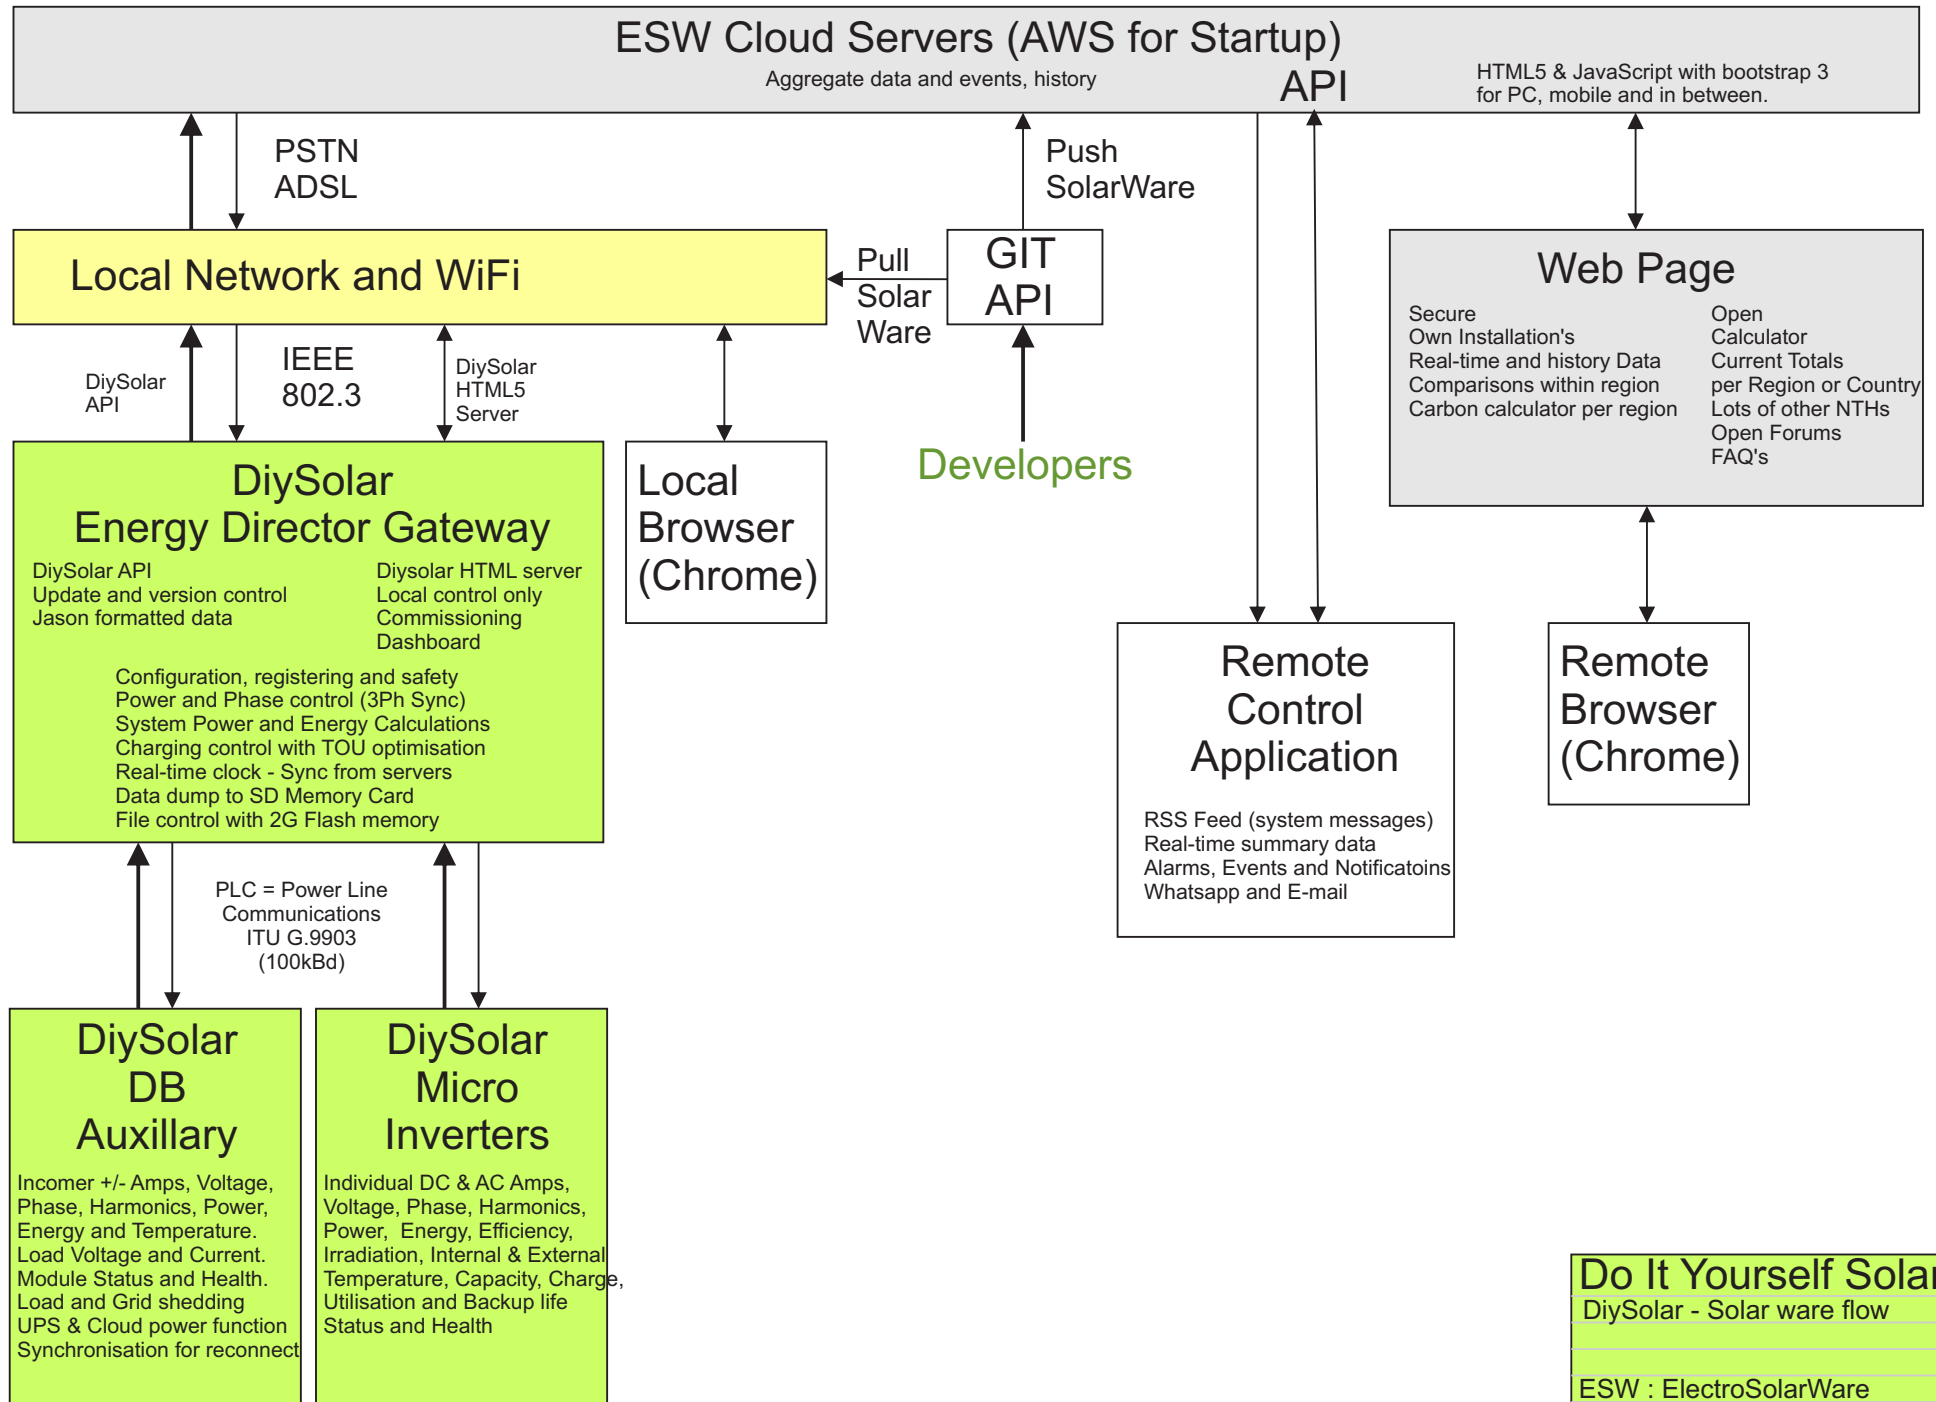 ESW Cloud Servers (AWS for Startup)
Aggregate data and events, history
API
HTML5 & JavaScript with bootstrap 3
for PC, mobile and in between.
PSTN
ADSL
Push
SolarWare
Local Network and WiFi
Pull
Solar
Ware
GIT
API
Web Page
Secure
Own Installation's
Real-time and history Data
Comparisons within region
Carbon calculator per region
Open
Calculator
Current Totals
per Region or Country
Lots of other NTHs
Open Forums
FAQ's
DiySolar
API
IEEE
802.3
DiySolar
HTML5
Server
Developers
DiySolar
Energy Director Gateway
DiySolar API
Update and version control
Jason formatted data
Diysolar HTML server
Local control only
Commissioning
Dashboard
Configuration, registering and safety
Power and Phase control (3Ph Sync)
System Power and Energy Calculations
Charging control with TOU optimisation
Real-time clock - Sync from servers
Data dump to SD Memory Card
File control with 2G Flash memory
Local
Browser
(Chrome)
Remote
Control
Application
RSS Feed (system messages)
Real-time summary data
Alarms, Events and Notificatoins
Whatsapp and E-mail
Remote
Browser
(Chrome)
PLC = Power Line
Communications
ITU G.9903
(100kBd)
DiySolar
DB
Auxillary
Incomer +/- Amps, Voltage,
Phase, Harmonics, Power,
Energy and Temperature.
Load Voltage and Current.
Module Status and Health.
Load and Grid shedding
UPS & Cloud power function
Synchronisation for reconnect
DiySolar
Micro
Inverters
Individual DC & AC Amps,
Voltage, Phase, Harmonics,
Power, Energy, Efficiency,
Irradiation, Internal & External
Temperature, Capacity, Charge,
Utilisation and Backup life
Status and Health
Do It Yourself Solar
DiySolar - Solar ware flow
ESW : ElectroSolarWare